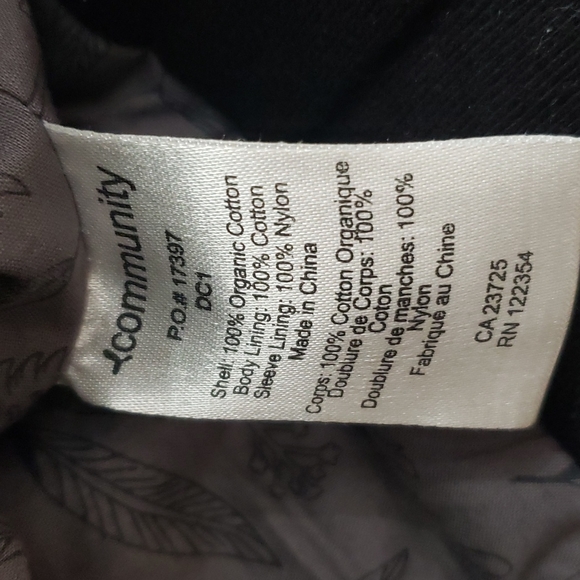 community
P.O.# 17397
DC1
Shell: 100% Organic Cotton
Body Lining: 100% Cotton
Sleeve Lining: 100% Nylon
Made in China
Corps: 100% Cotton Organique
Doublure de Corps: 100%
Coton
Doublure de manches: 100%
Nylon
Fabriqué au Chine
CA 23725
RN 122354